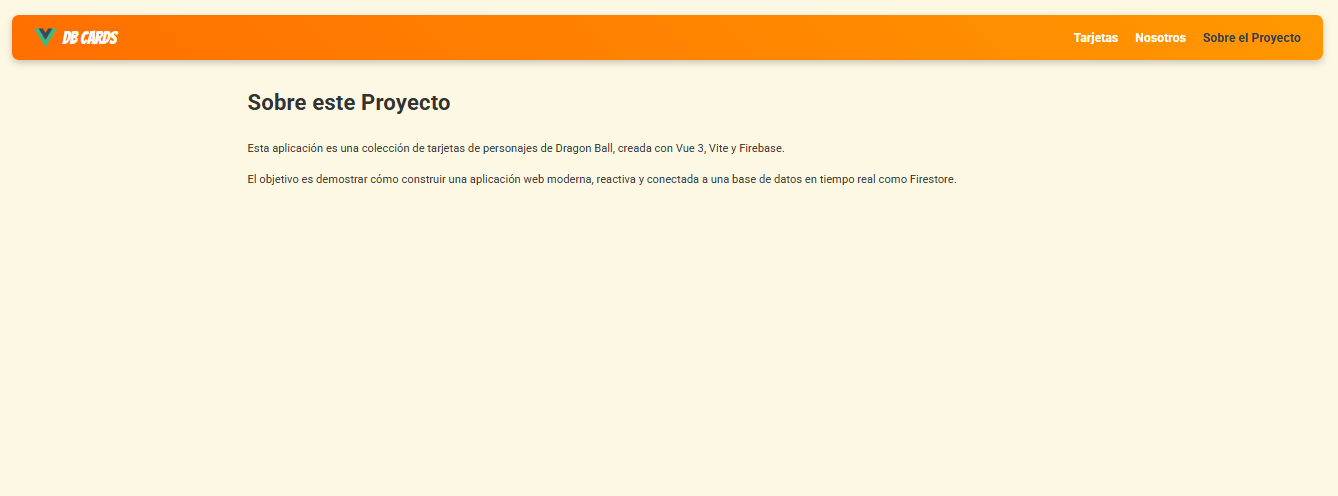 DB CARDS
Tarjetas Nosotros Sobre el Proyecto
Sobre este Proyecto
Esta aplicación es una colección de tarjetas de personajes de Dragon Ball, creada con Vue 3, Vite y Firebase.
El objetivo es demostrar cómo construir una aplicación web moderna, reactiva y conectada a una base de datos en tiempo real como Firestore.